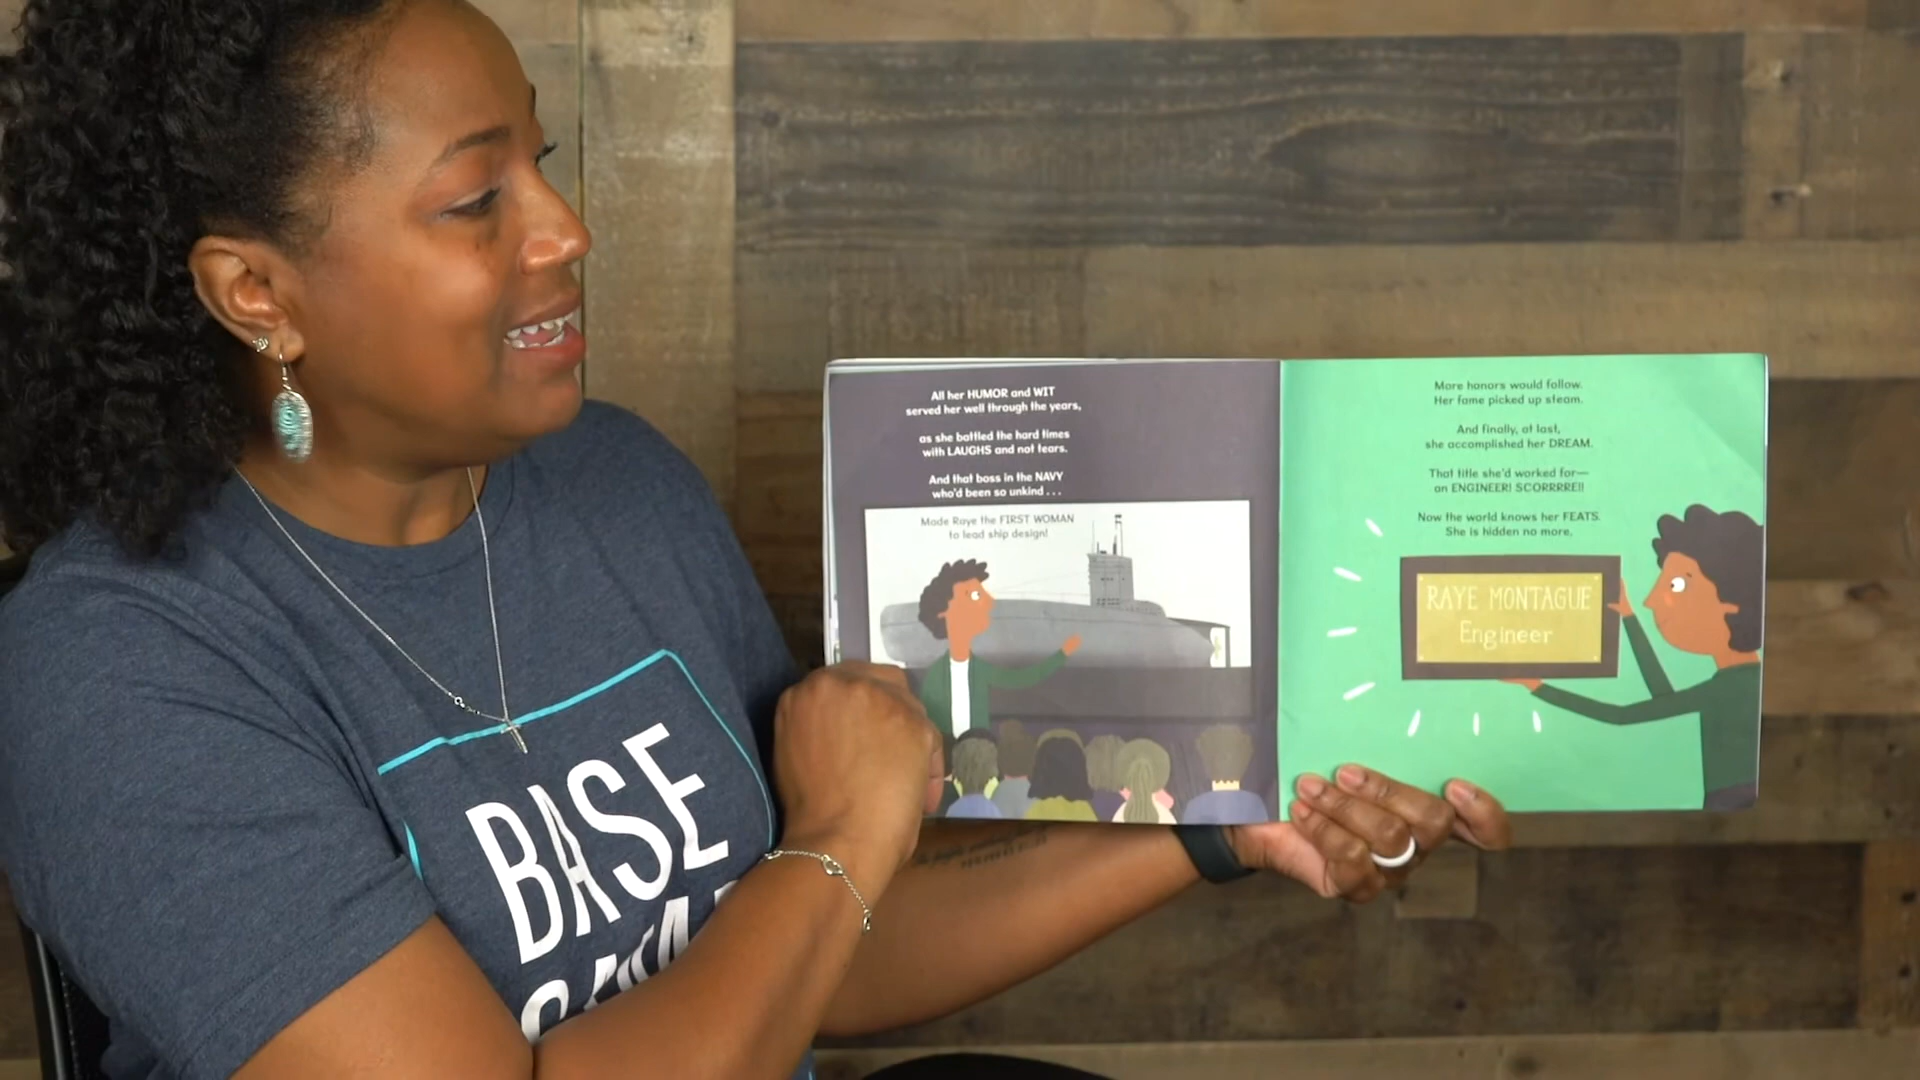 All her HUMOR and WIT
served her well through the years,
as she battled the hard times
with LAUGHS and not tears.
And that boss in the NAVY
who'd been so unkind . . .
Made Raye the FIRST WOMAN
to lead ship design!
More honors would follow.
Her fame picked up steam.
And finally, at last,
she accomplished her DREAM.
That title she'd worked for—
an ENGINEER! SCORRRRE!!
Now the world knows her FEATS.
She is hidden no more.
RAYE MONTAGUE
Engineer
BASE